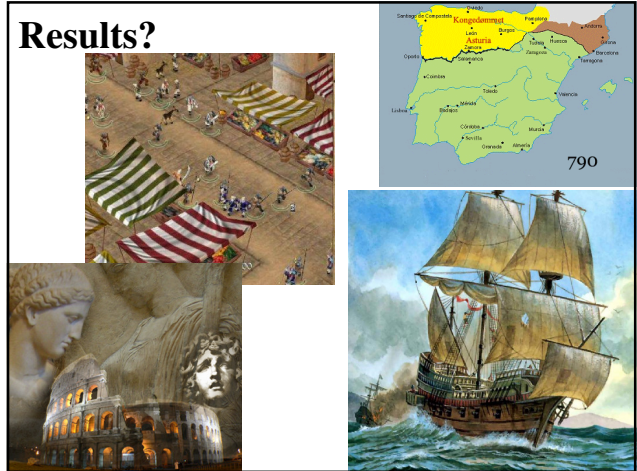 Results?
Oviedo
Santiago de Compostela
Kongedømmet
Pamplona
Andorra
León
Burgos
Asturia
Tudela
Huesca
Girona
Zamora
Zaragoza
Barcelona
Oporto
Salamanca
Tarragona
Coimbra
Toledo
Valencia
Lisboa
Mérida
Badajos
Córdoba
Murcia
Sevilla
Granada
Almería
790